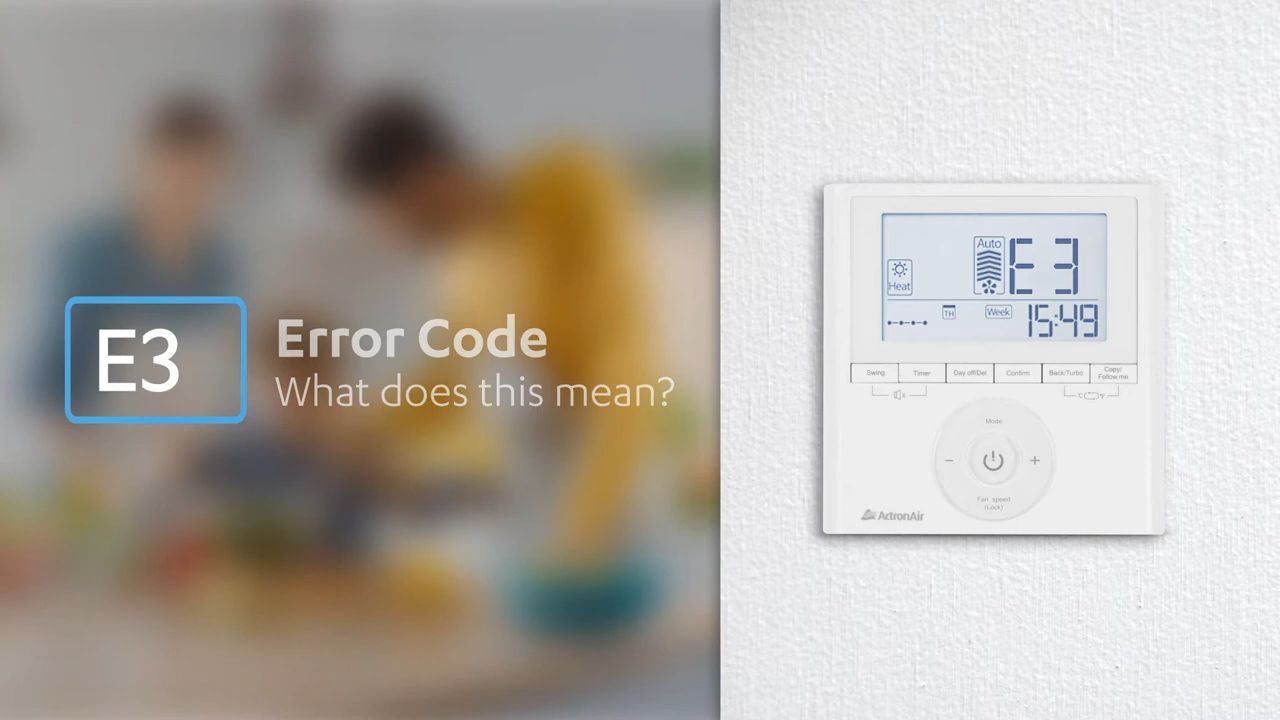 E3
Error Code
What does this mean?
Auto
E3
Heat
TH
Week
15:49
Swing
Timer
Day off/Del
Confirm
Back/Turbo
Copy/
Follow me
°C
°F
Mode
−
+
Fan speed
(Lock)
ActronAir